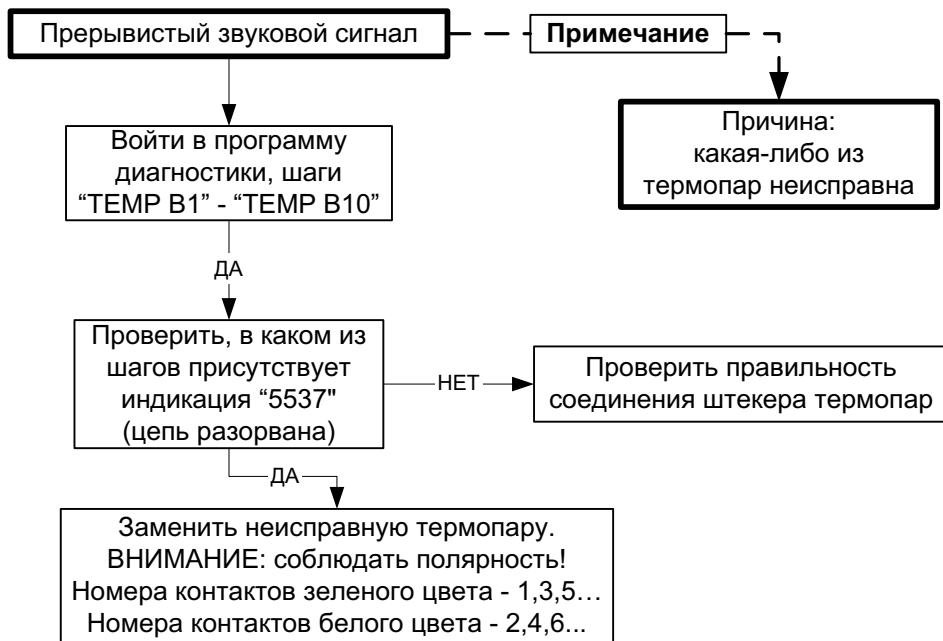 Прерывистый звуковой сигнал
Примечание
Причина:
какая-либо из
термопар неисправна
Войти в программу
диагностики, шаги
“TEMP B1” - “TEMP B10”
ДА
Проверить, в каком из
шагов присутствует
индикация “5537"
(цепь разорвана)
НЕТ
Проверить правильность
соединения штекера термопар
ДА
Заменить неисправную термопару.
ВНИМАНИЕ: соблюдать полярность!
Номера контактов зеленого цвета - 1,3,5…
Номера контактов белого цвета - 2,4,6...